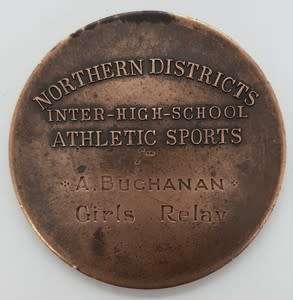 NORTHERN DISTRICTS
INTER-HIGH-SCHOOL
ATHLETIC SPORTS
A. BUCHANAN
Girls Relay